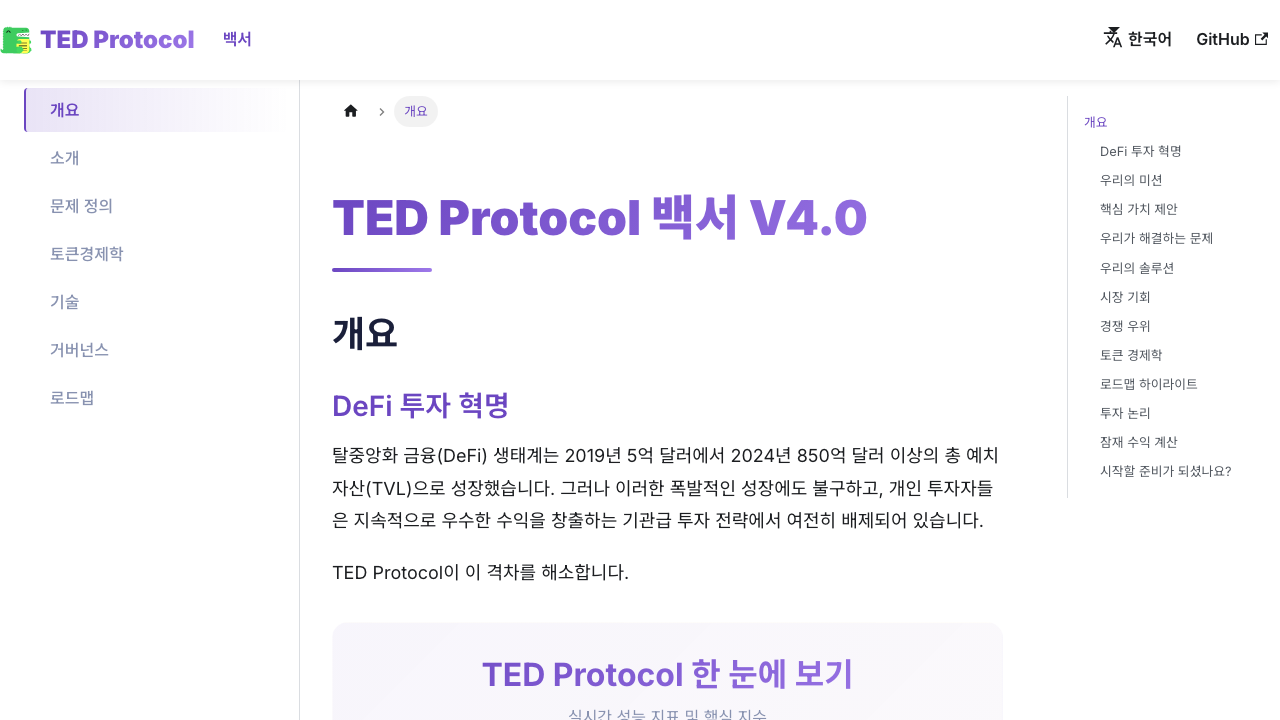 TED Protocol
백서
한국어
GitHub
개요
소개
문제 정의
토큰경제학
기술
거버넌스
로드맵
개요
TED Protocol 백서 V4.0
개요
DeFi 투자 혁명
탈중앙화 금융(DeFi) 생태계는 2019년 5억 달러에서 2024년 850억 달러 이상의 총 예치
자산(TVL)으로 성장했습니다. 그러나 이러한 폭발적인 성장에도 불구하고, 개인 투자자들
은 지속적으로 우수한 수익을 창출하는 기관급 투자 전략에서 여전히 배제되어 있습니다.
TED Protocol이 이 격차를 해소합니다.
TED Protocol 한 눈에 보기
실시간 성능 지표 및 핵심 지수
개요
DeFi 투자 혁명
우리의 미션
핵심 가치 제안
우리가 해결하는 문제
우리의 솔루션
시장 기회
경쟁 우위
토큰 경제학
로드맵 하이라이트
투자 논리
잠재 수익 계산
시작할 준비가 되셨나요?